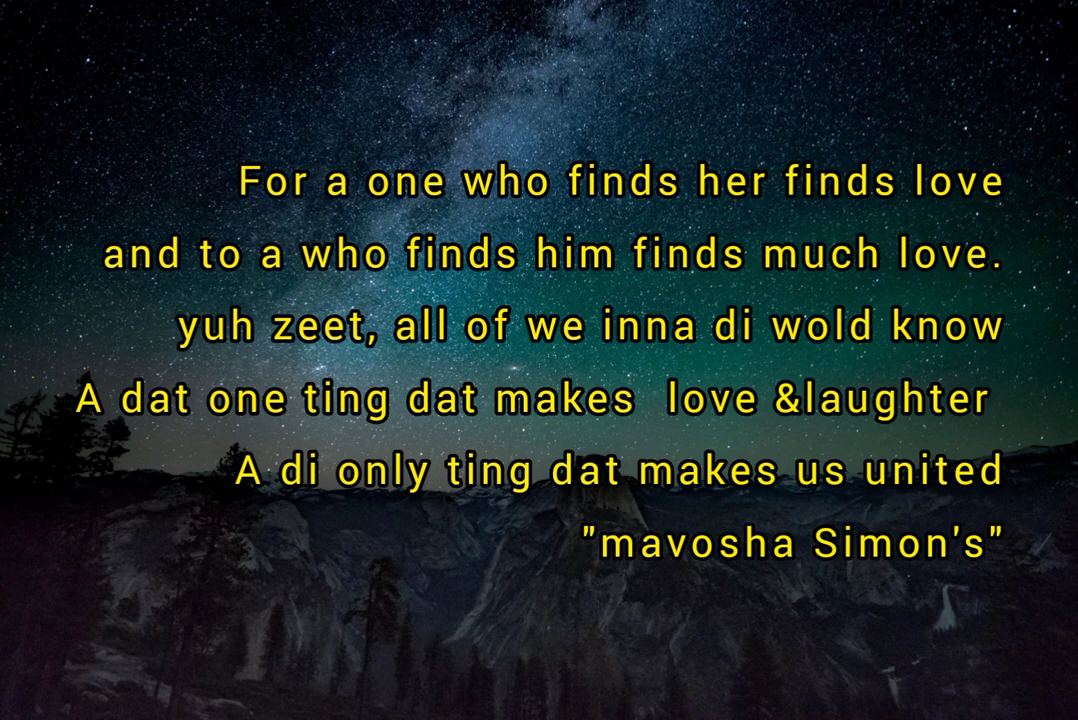 For a one who finds her finds love
and to a who finds him finds much love.
yuh zeet, all of we inna di wold know
A dat one ting dat makes  love &laughter
A di only ting dat makes us united
"mavosha Simon's"